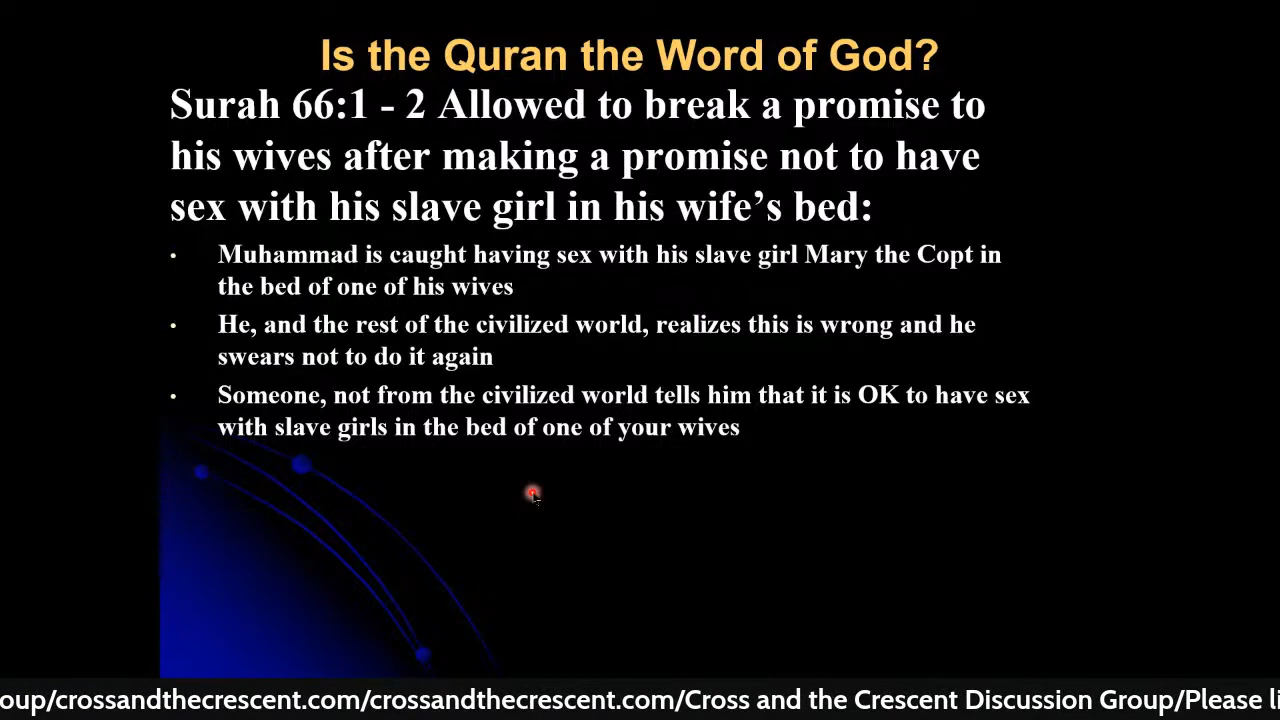 Is the Quran the Word of God?
Surah 66:1 - 2 Allowed to break a promise to
his wives after making a promise not to have
sex with his slave girl in his wife’s bed:
• Muhammad is caught having sex with his slave girl Mary the Copt in
the bed of one of his wives
• He, and the rest of the civilized world, realizes this is wrong and he
swears not to do it again
• Someone, not from the civilized world tells him that it is OK to have sex
with slave girls in the bed of one of your wives
oup/crossandthecrescent.com/crossandthecrescent.com/Cross and the Crescent Discussion Group/Please li